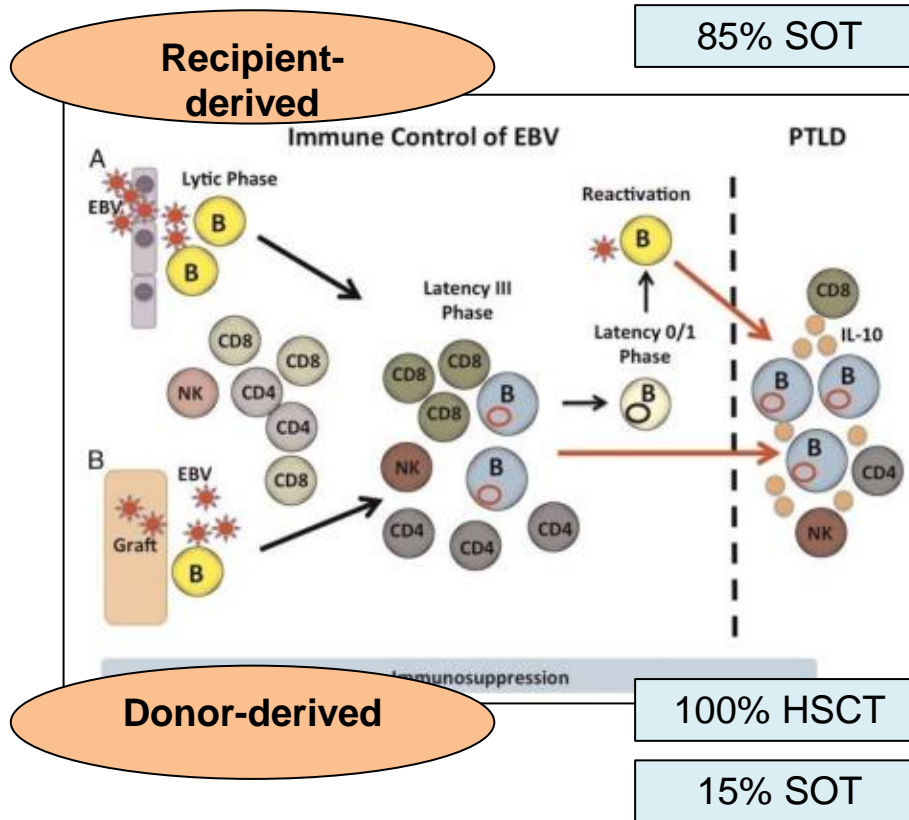 Recipient-
derived
85% SOT
Immune Control of EBV
PTLD
A
Lytic Phase
EBV
B
B
Reactivation
B
Latency III
Phase
Latency 0/1
Phase
CD8
IL-10
CD8
CD8
NK
CD4
CD4
CD8
CD8
CD8
CD8
B
B
B
B
NK
B
B
CD4
CD4
CD4
CD4
NK
B
EBV
Graft
B
Immunosuppression
Donor-derived
100% HSCT
15% SOT